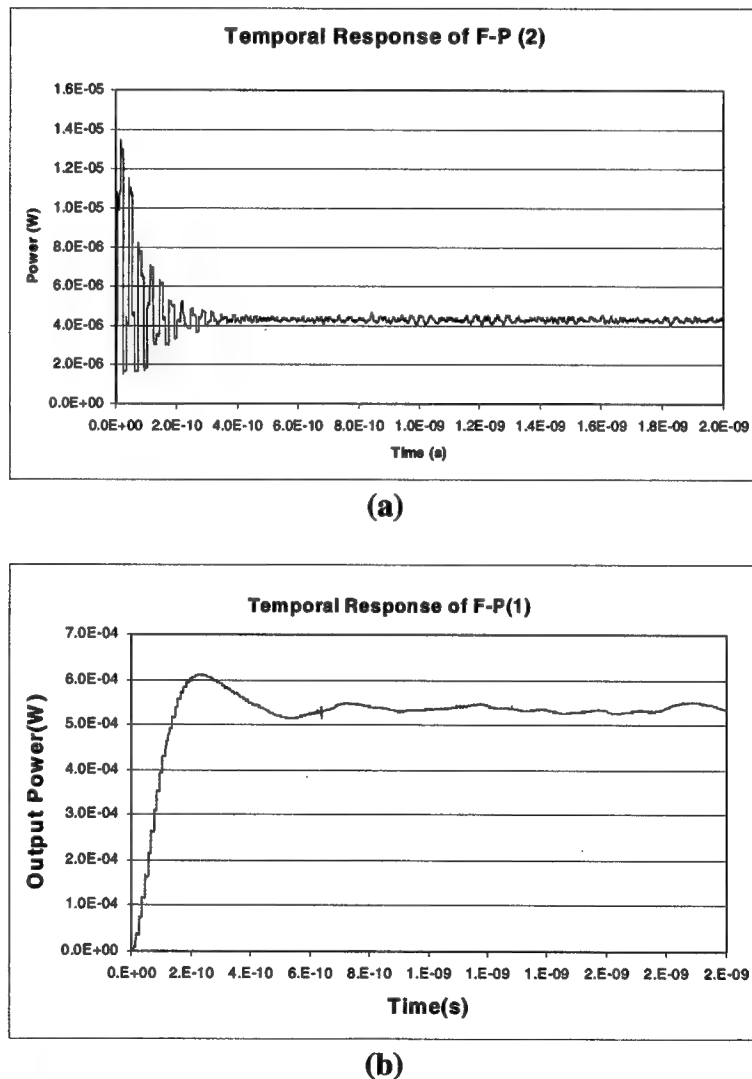 Temporal Response of F-P (2)
1.6E-05
1.4E-05
1.2E-05
1.0E-05
8.0E-06
6.0E-06
4.0E-06
2.0E-06
0.0E+00
Power (W)
0.0E+00 2.0E-10 4.0E-10 6.0E-10 8.0E-10 1.0E-09 1.2E-09 1.4E-09 1.6E-09 1.8E-09 2.0E-09
Time (s)
(a)
Temporal Response of F-P(1)
7.0E-04
6.0E-04
5.0E-04
4.0E-04
3.0E-04
2.0E-04
1.0E-04
0.0E+00
Output Power(W)
0.E+00 2.E-10 4.E-10 6.E-10 8.E-10 1.E-09 1.E-09 1.E-09 2.E-09 2.E-09 2.E-09
Time(s)
(b)